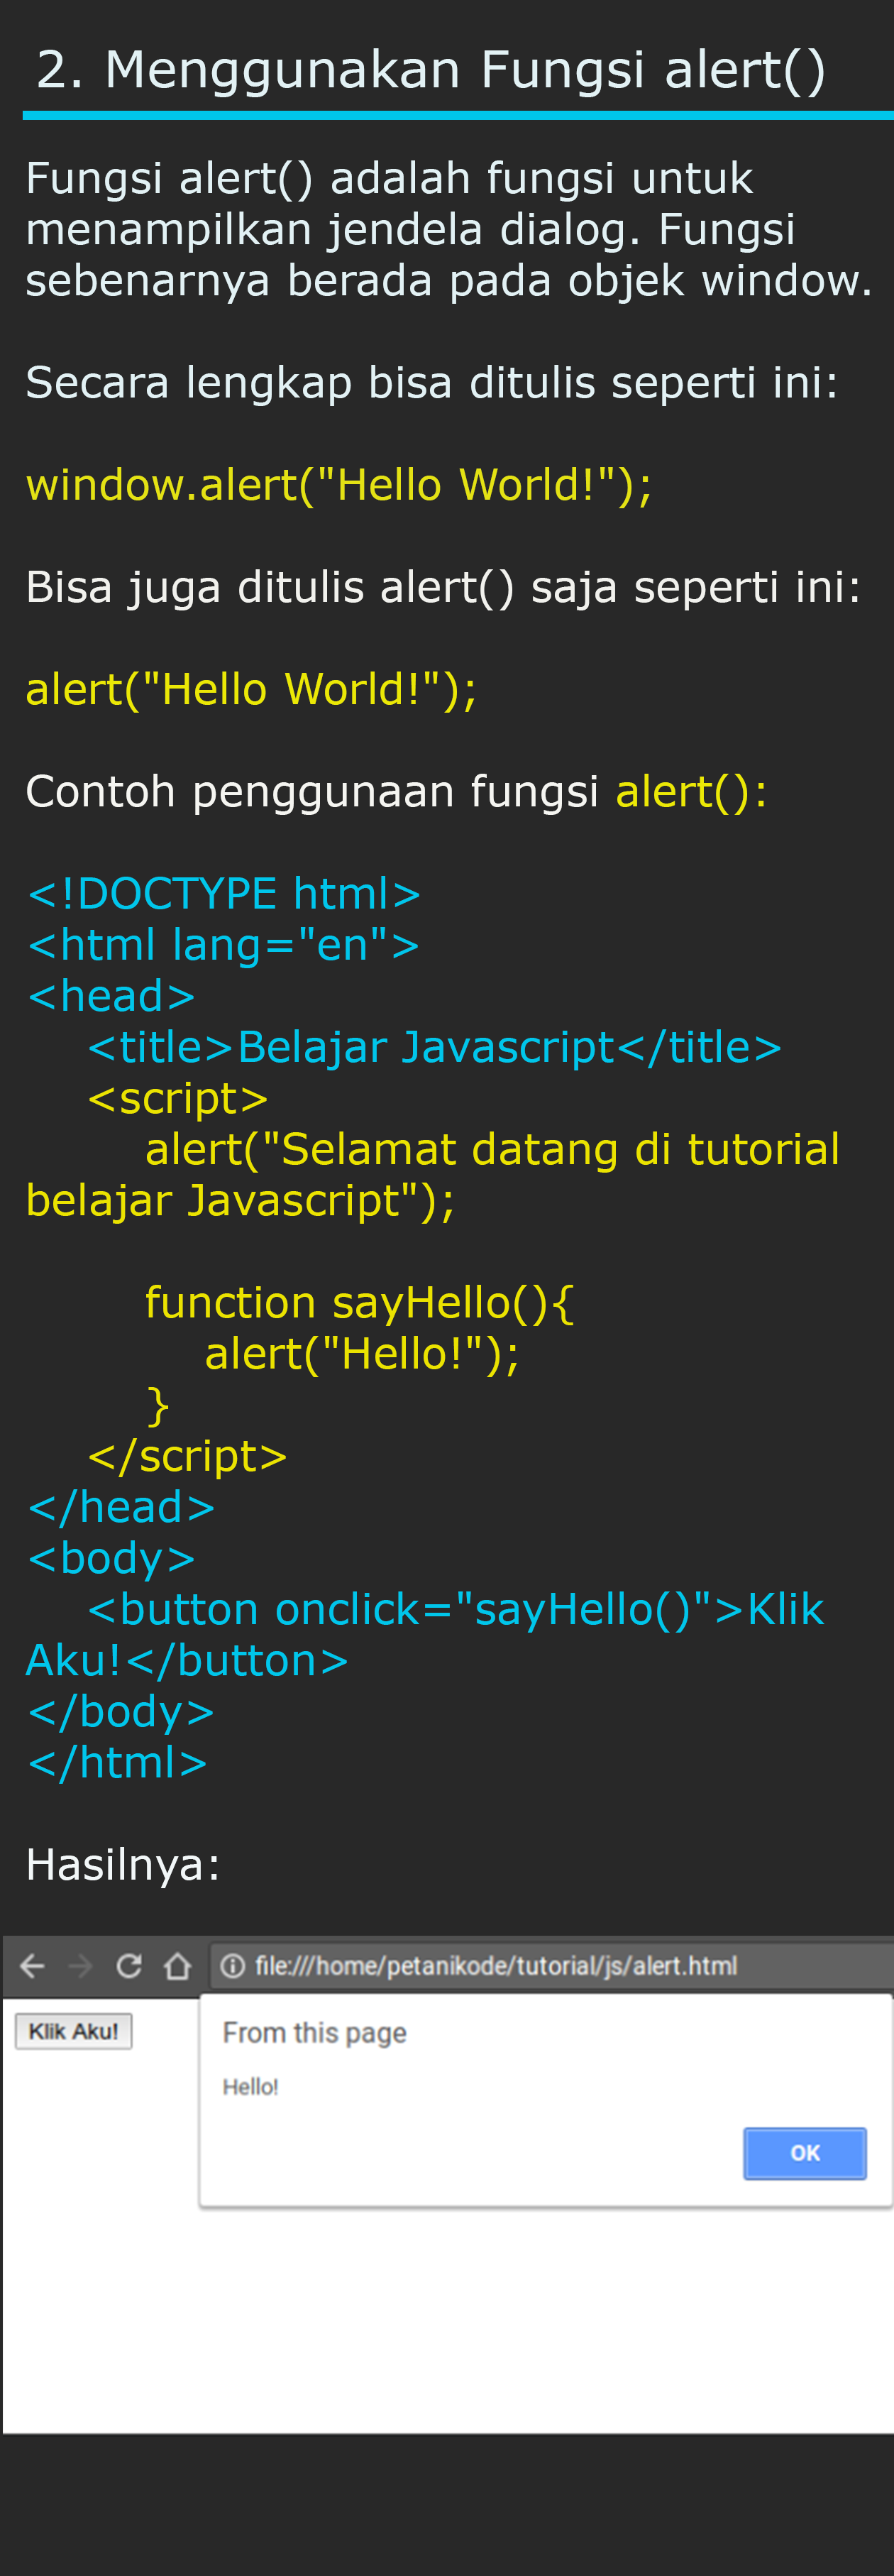 2. Menggunakan Fungsi alert()
Fungsi alert() adalah fungsi untuk
menampilkan jendela dialog. Fungsi
sebenarnya berada pada objek window.
Secara lengkap bisa ditulis seperti ini:
window.alert("Hello World!");
Bisa juga ditulis alert() saja seperti ini:
alert("Hello World!");
Contoh penggunaan fungsi alert():
<!DOCTYPE html>
<html lang="en">
<head>
<title>Belajar Javascript</title>
<script>
alert("Selamat datang di tutorial
belajar Javascript");
function sayHello(){
alert("Hello!");
}
</script>
</head>
<body>
<button onclick="sayHello()">Klik
Aku!</button>
</body>
</html>
Hasilnya:
file:///home/petanikode/tutorial/js/alert.html
Klik Aku!
From this page
Hello!
OK